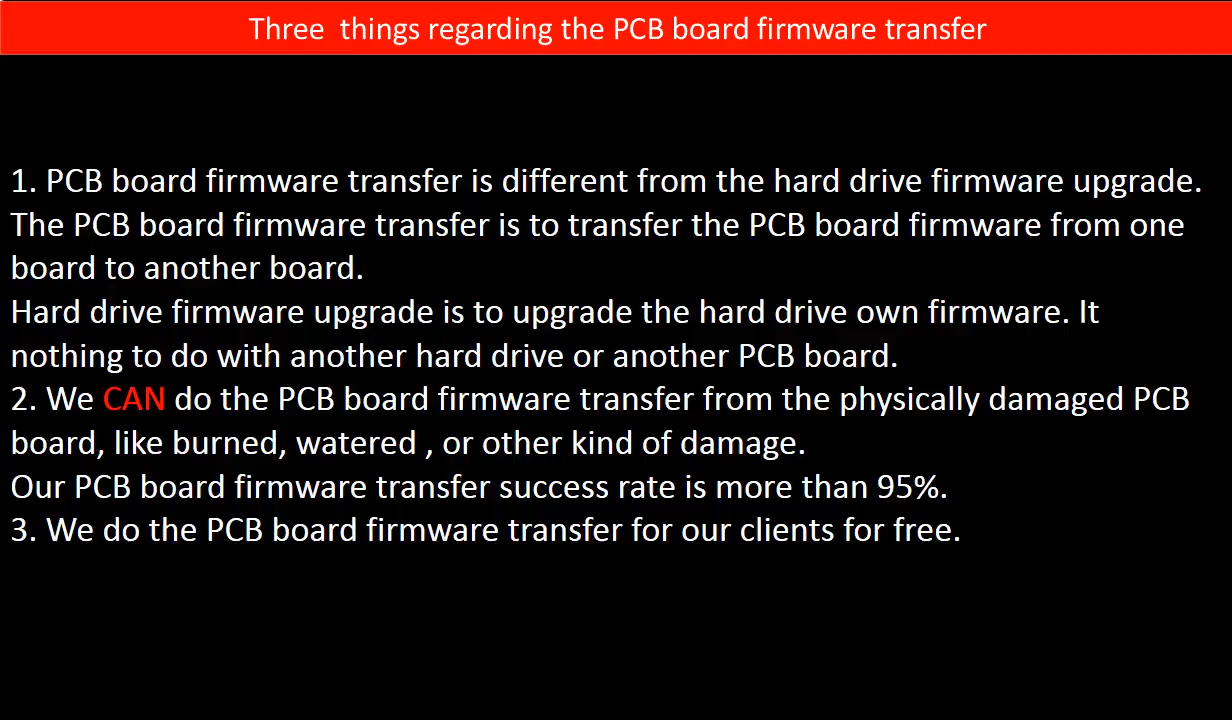 Three  things regarding the PCB board firmware transfer
1. PCB board firmware transfer is different from the hard drive firmware upgrade.
The PCB board firmware transfer is to transfer the PCB board firmware from one
board to another board.
Hard drive firmware upgrade is to upgrade the hard drive own firmware. It
nothing to do with another hard drive or another PCB board.
2. We CAN do the PCB board firmware transfer from the physically damaged PCB
board, like burned, watered , or other kind of damage.
Our PCB board firmware transfer success rate is more than 95%.
3. We do the PCB board firmware transfer for our clients for free.